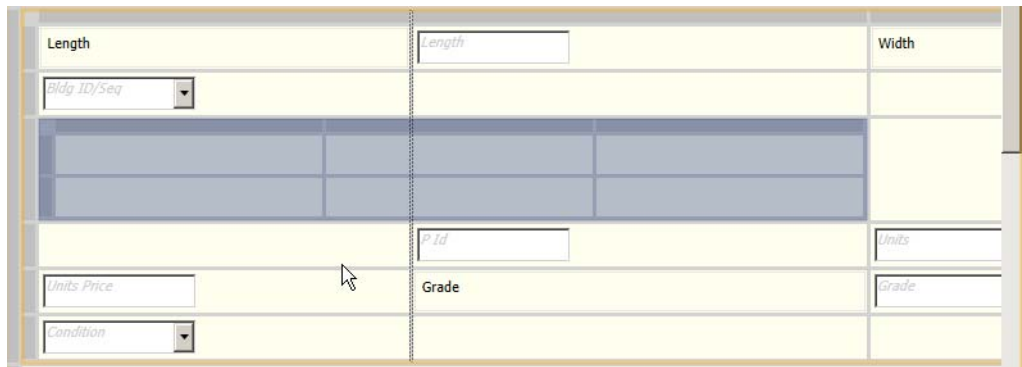 Length Length Width
Bldg ID/Seq
P Id Units
Units Price Grade Grade
Condition